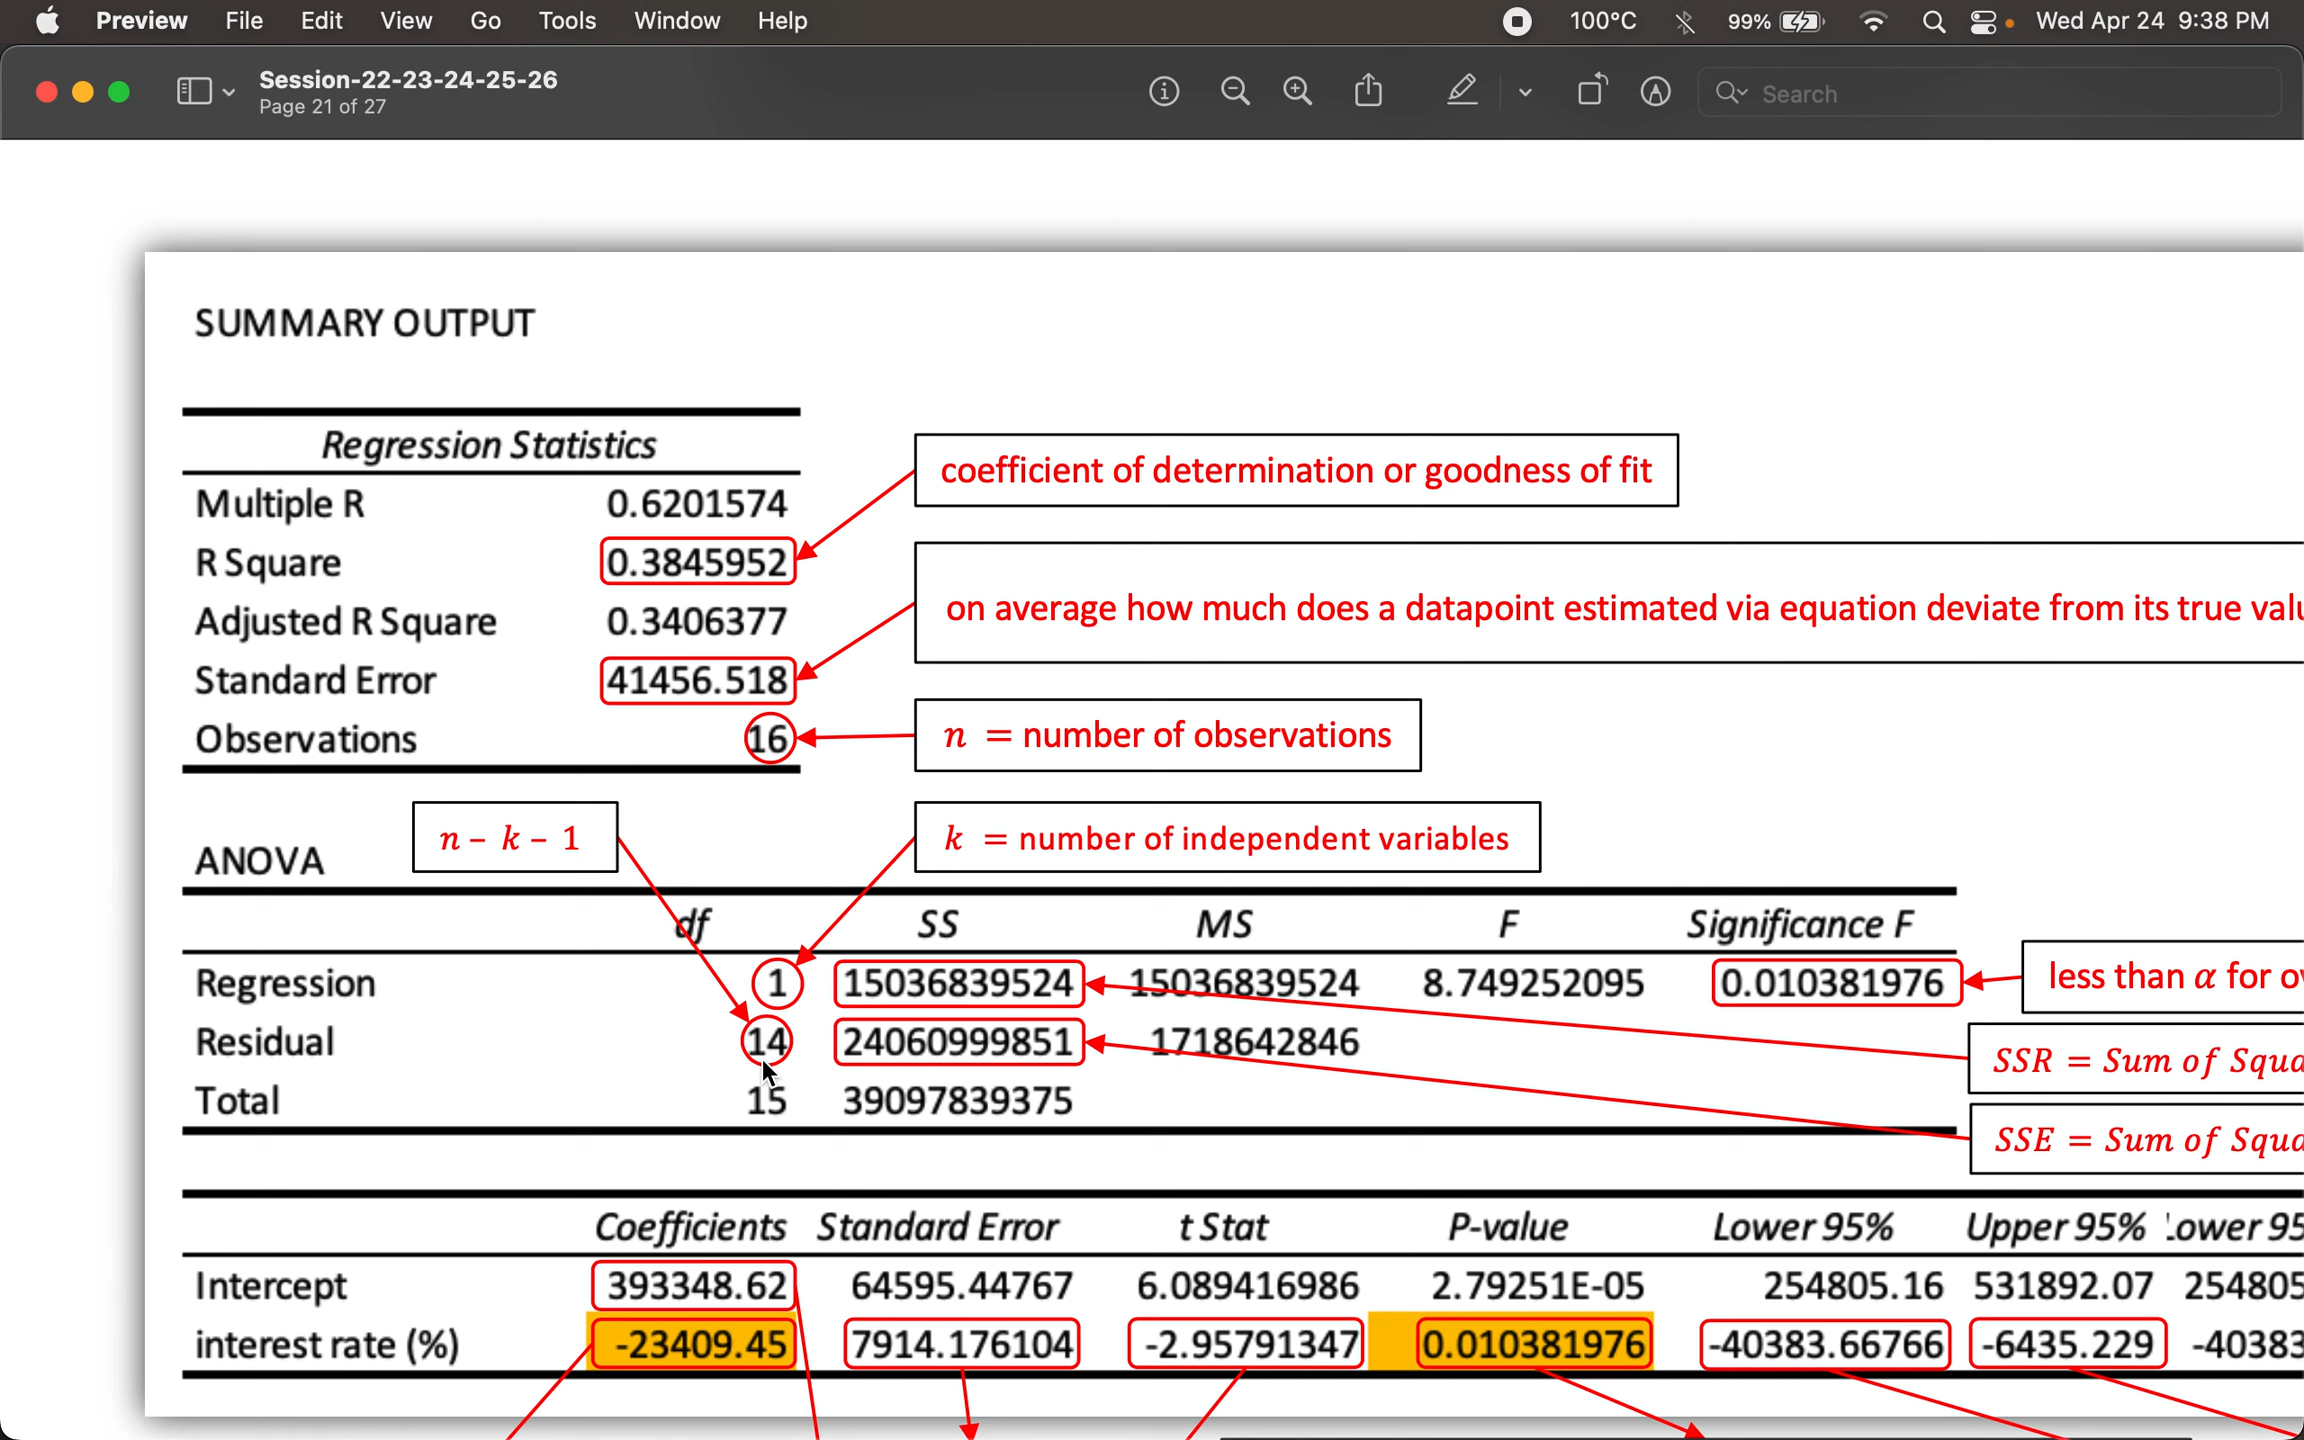 Preview File Edit View Go Tools Window Help 100°C 99% Wed Apr 24 9:38 PM
Session-22-23-24-25-26
Page 21 of 27
Search
SUMMARY OUTPUT
Regression Statistics
Multiple R 0.6201574
R Square 0.3845952
Adjusted R Square 0.3406377
Standard Error 41456.518
Observations 16
coefficient of determination or goodness of fit
on average how much does a datapoint estimated via equation deviate from its true valu
n = number of observations
n – k – 1
k = number of independent variables
ANOVA
df SS MS F Significance F
Regression 1 15036839524 15036839524 8.749252095 0.010381976
less than α for ov
Residual 14 24060999851 1718642846
SSR = Sum of Squa
Total 15 39097839375
SSE = Sum of Squa
Coefficients Standard Error t Stat P-value Lower 95% Upper 95% Lower 95
Intercept 393348.62 64595.44767 6.089416986 2.79251E-05 254805.16 531892.07 254805
interest rate (%) -23409.45 7914.176104 -2.95791347 0.010381976 -40383.66766 -6435.229 -40383